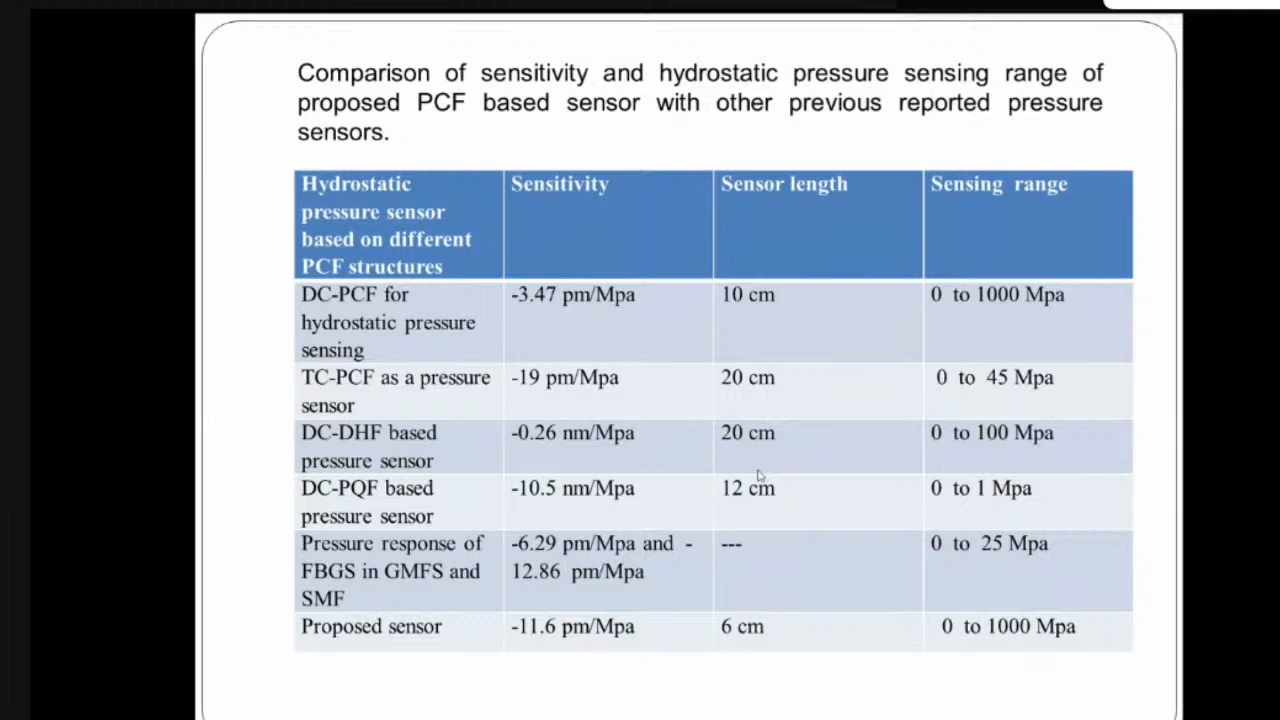 Comparison of sensitivity and hydrostatic pressure sensing range of
proposed PCF based sensor with other previous reported pressure
sensors.
Hydrostatic
pressure sensor
based on different
PCF structures
Sensitivity
Sensor length
Sensing range
DC-PCF for
hydrostatic pressure
sensing
-3.47 pm/Mpa
10 cm
0 to 1000 Mpa
TC-PCF as a pressure
sensor
-19 pm/Mpa
20 cm
0 to 45 Mpa
DC-DHF based
pressure sensor
-0.26 nm/Mpa
20 cm
0 to 100 Mpa
DC-PQF based
pressure sensor
-10.5 nm/Mpa
12 cm
0 to 1 Mpa
Pressure response of
FBGS in GMFS and
SMF
-6.29 pm/Mpa and -
12.86 pm/Mpa
---
0 to 25 Mpa
Proposed sensor
-11.6 pm/Mpa
6 cm
0 to 1000 Mpa